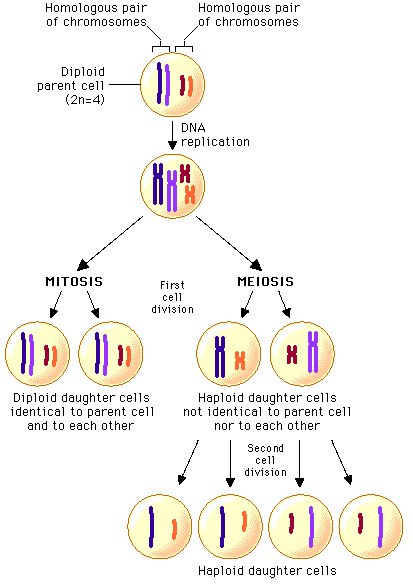 Homologous pair
of chromosomes
Homologous pair
of chromosomes
Diploid
parent cell
(2n=4)
DNA
replication
MITOSIS
First
cell
division
MEIOSIS
Diploid daughter cells
identical to parent cell
and to each other
Haploid daughter cells
not identical to parent cell
nor to each other
Second
cell
division
Haploid daughter cells